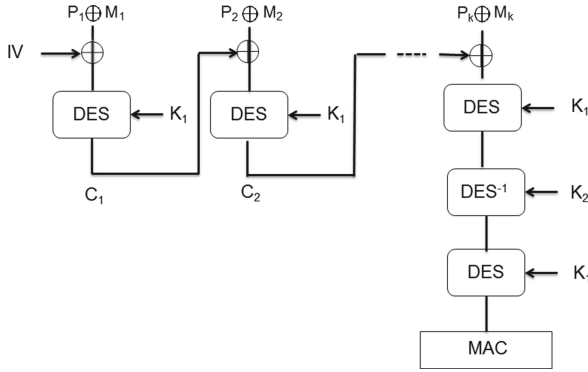 P₁⊕M₁ P₂⊕M₂ Pₖ⊕Mₖ
IV
DES K₁ DES K₁ DES K₁
C₁ C₂ DES⁻¹ K₂
DES K₁
MAC